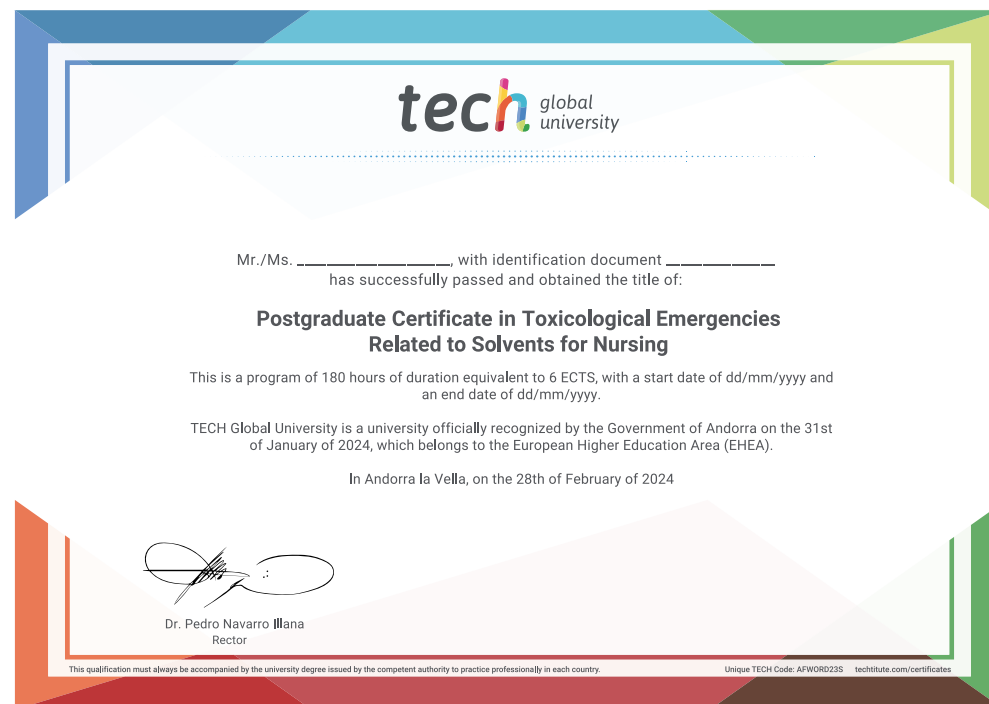 tech global
university
Mr./Ms. ____________________, with identification document ______________
has successfully passed and obtained the title of:
Postgraduate Certificate in Toxicological Emergencies
Related to Solvents for Nursing
This is a program of 180 hours of duration equivalent to 6 ECTS, with a start date of dd/mm/yyyy and
an end date of dd/mm/yyyy.
TECH Global University is a university officially recognized by the Government of Andorra on the 31st
of January of 2024, which belongs to the European Higher Education Area (EHEA).
In Andorra la Vella, on the 28th of February of 2024
Dr. Pedro Navarro Illana
Rector
This qualification must always be accompanied by the university degree issued by the competent authority to practice professionally in each country.
Unique TECH Code: AFWORD23S techtitute.com/certificates